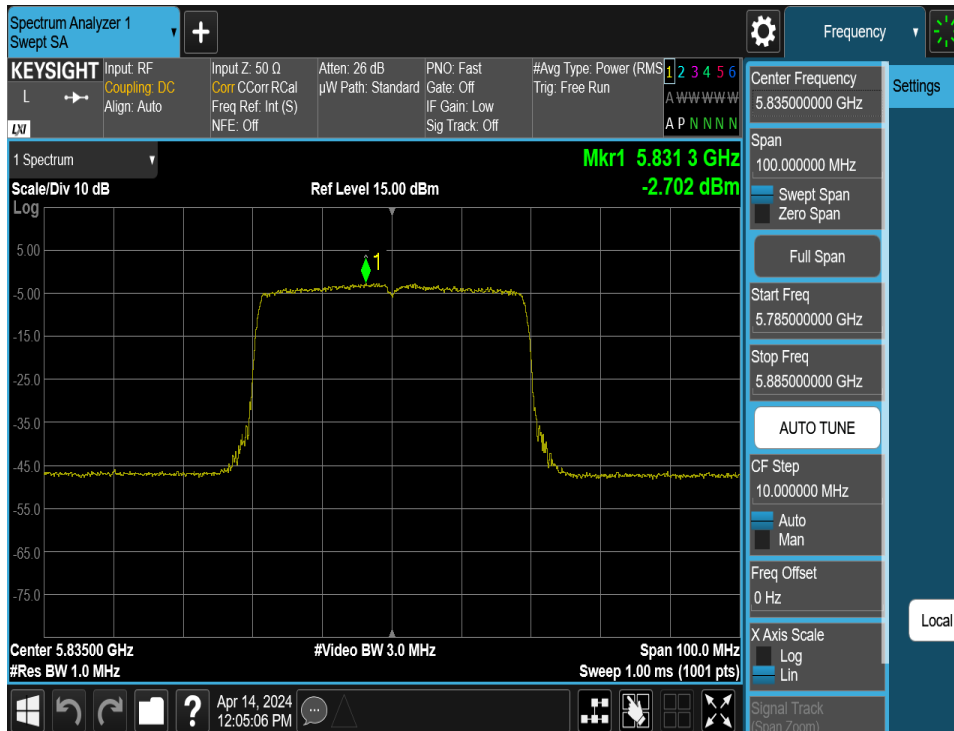 Spectrum Analyzer 1
Swept SA
+
Frequency
KEYSIGHT
L
LXI
Input: RF
Coupling: DC
Align: Auto
Input Z: 50 Ω
Corr CCorr RCal
Freq Ref: Int (S)
NFE: Off
Atten: 26 dB
µW Path: Standard
PNO: Fast
Gate: Off
IF Gain: Low
Sig Track: Off
#Avg Type: Power (RMS
Trig: Free Run
1 2 3 4 5 6
A W W W W W
A P N N N N
1 Spectrum
Mkr1 5.831 3 GHz
-2.702 dBm
Scale/Div 10 dB
Ref Level 15.00 dBm
Log
1
5.00
-5.00
-15.0
-25.0
-35.0
-45.0
-55.0
-65.0
-75.0
Center 5.83500 GHz
#Video BW 3.0 MHz
Span 100.0 MHz
#Res BW 1.0 MHz
Sweep 1.00 ms (1001 pts)
Center Frequency
5.835000000 GHz
Settings
Span
100.000000 MHz
Swept Span
Zero Span
Full Span
Start Freq
5.785000000 GHz
Stop Freq
5.885000000 GHz
AUTO TUNE
CF Step
10.000000 MHz
Auto
Man
Freq Offset
0 Hz
Local
X Axis Scale
Log
Lin
Signal Track
(Span Zoom)
?
Apr 14, 2024
12:05:06 PM